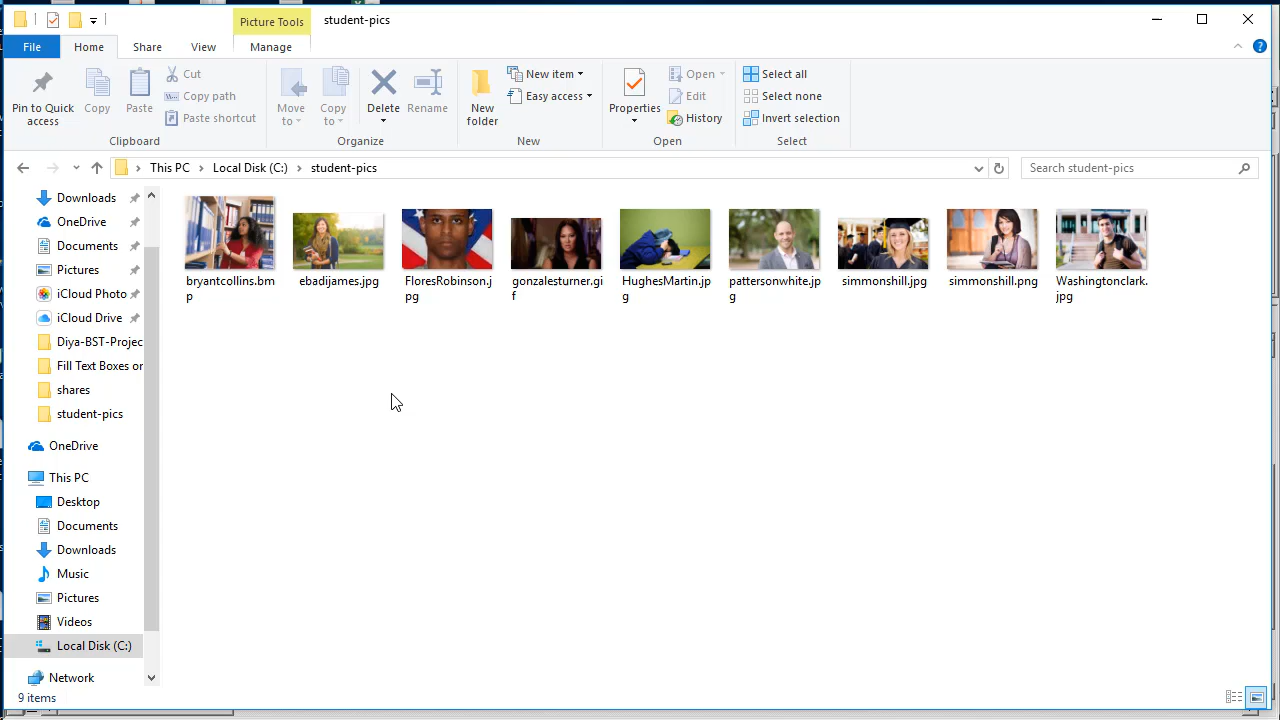 Picture Tools
student-pics
File
Home
Share
View
Manage
Pin to Quick
access
Copy
Paste
Cut
Copy path
Paste shortcut
Clipboard
Move
to
Copy
to
Delete
Rename
Organize
New
folder
New item
Easy access
New
Properties
Open
Edit
History
Open
Select all
Select none
Invert selection
Select
This PC
Local Disk (C:)
student-pics
Search student-pics
Downloads
OneDrive
Documents
Pictures
iCloud Photo
iCloud Drive
Diya-BST-Projec
Fill Text Boxes or
shares
student-pics
OneDrive
This PC
Desktop
Documents
Downloads
Music
Pictures
Videos
Local Disk (C:)
Network
bryantcollins.bm
p
ebadijames.jpg
FloresRobinson.j
pg
gonzalesturner.gi
f
HughesMartin.jp
g
pattersonwhite.jp
g
simmonshill.jpg
simmonshill.png
Washingtonclark.
jpg
9 items